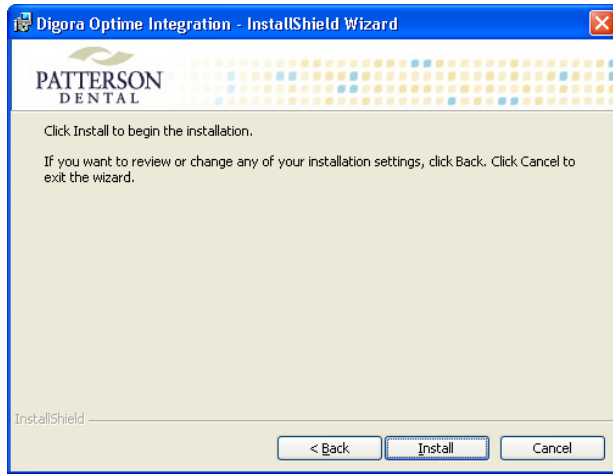 Digora Optime Integration - InstallShield Wizard
PATTERSON
DENTAL
Click Install to begin the installation.
If you want to review or change any of your installation settings, click Back. Click Cancel to
exit the wizard.
InstallShield
< Back Install Cancel